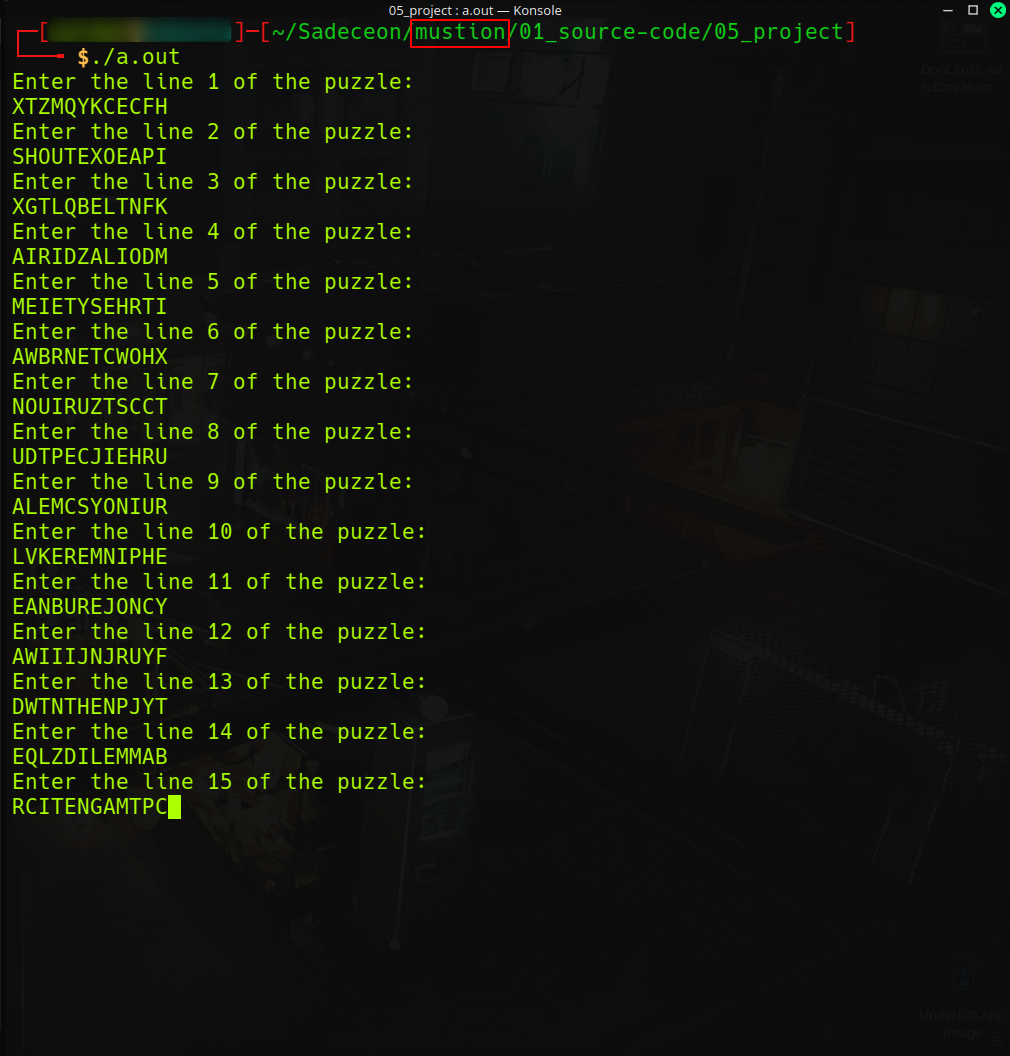 05_project : a.out — Konsole
[~/Sadeceon/mustion/01_source-code/05_project]
$./a.out
Enter the line 1 of the puzzle:
XTZMQYKCECFH
Enter the line 2 of the puzzle:
SHOUTEXOEAPI
Enter the line 3 of the puzzle:
XGTLQBELTNFK
Enter the line 4 of the puzzle:
AIRIDZALIODM
Enter the line 5 of the puzzle:
MEIETYSEHRTI
Enter the line 6 of the puzzle:
AWBRNETCWOHX
Enter the line 7 of the puzzle:
NOUIRUZTSCCT
Enter the line 8 of the puzzle:
UDTPECJIEHRU
Enter the line 9 of the puzzle:
ALEMCSYONIUR
Enter the line 10 of the puzzle:
LVKEREMNIPHE
Enter the line 11 of the puzzle:
EANBUREJONCY
Enter the line 12 of the puzzle:
AWIIIJNJRUYF
Enter the line 13 of the puzzle:
DWTNTHENPJYT
Enter the line 14 of the puzzle:
EQLZDILEMMAB
Enter the line 15 of the puzzle:
RCITENGAMTPC
Dont.Fuck.wit
h.Cats.Hunt...
UnityHub.App
Image